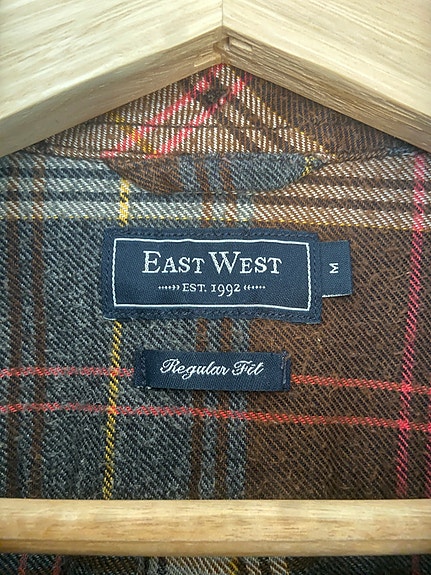 EAST WEST
EST. 1992
M
Regular Fit